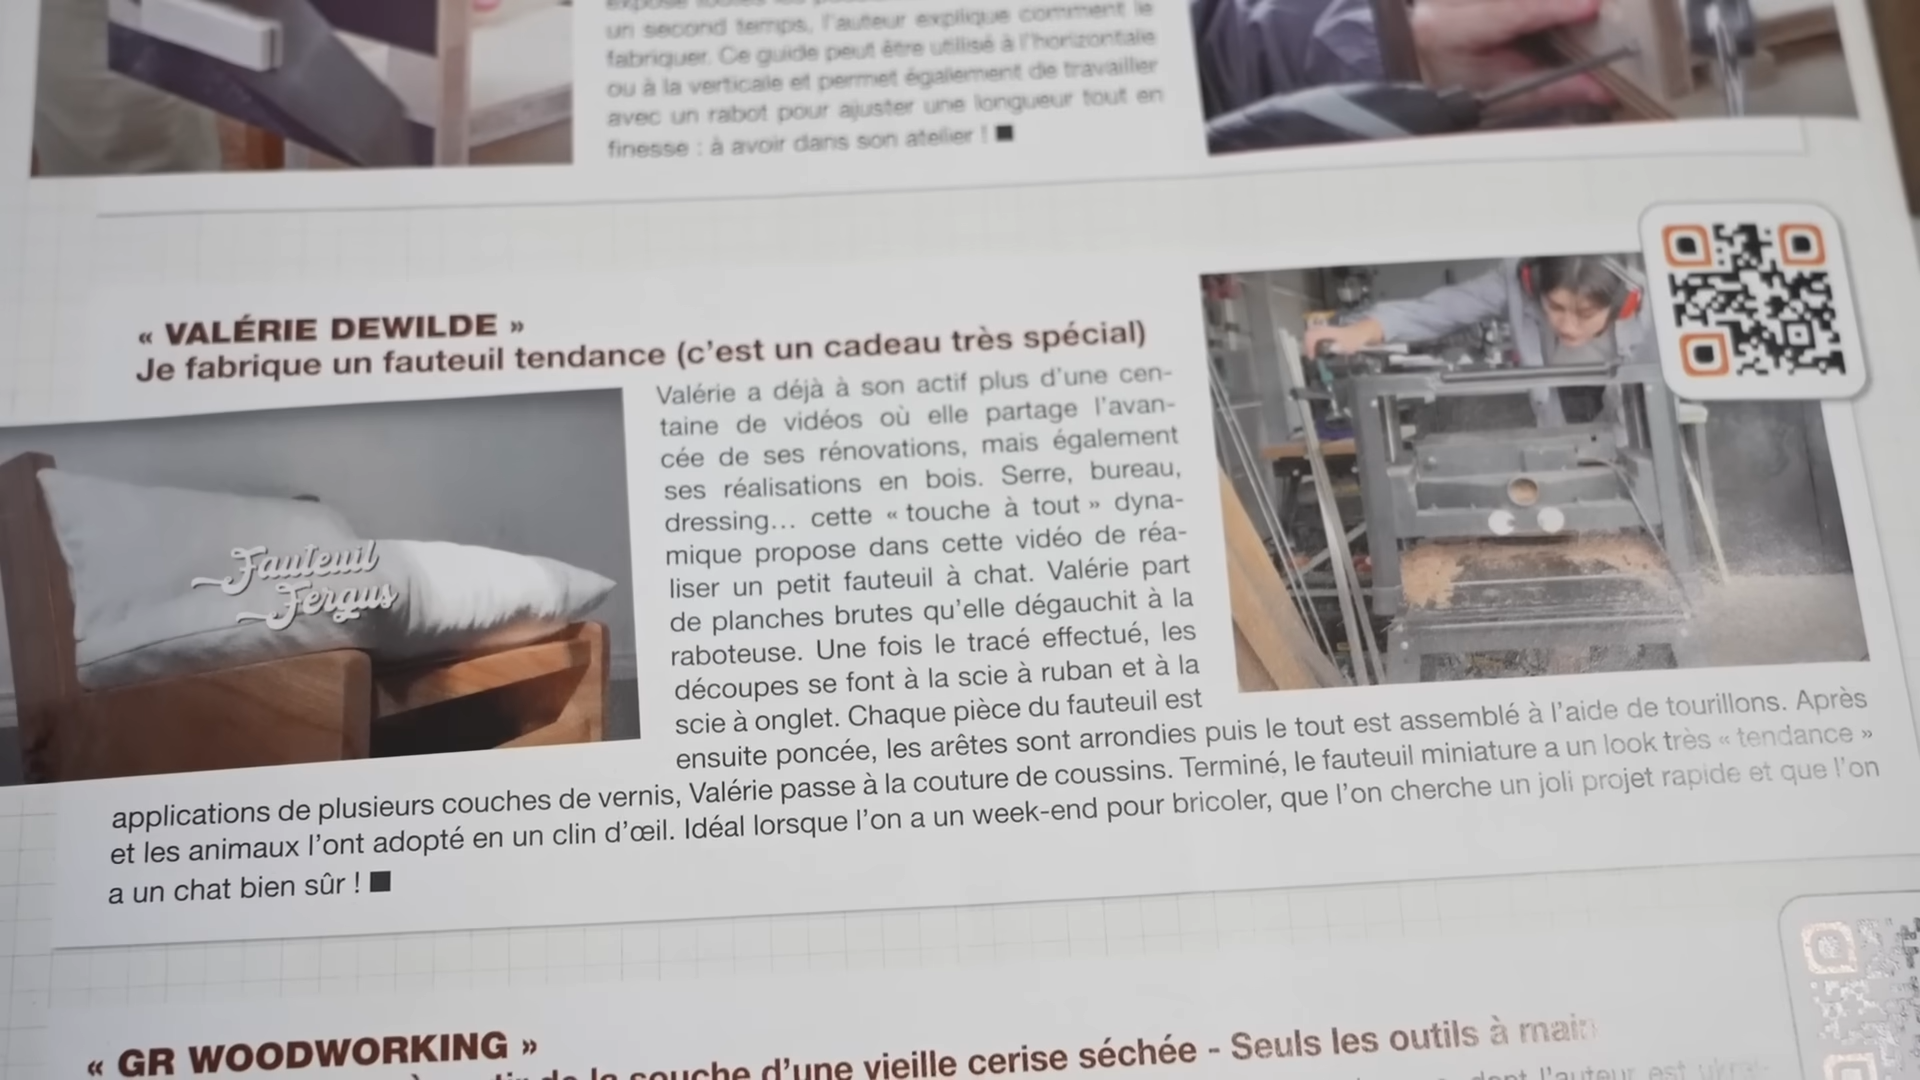 un second temps, l'auteur explique comment le
fabriquer. Ce guide peut être utilisé à l'horizontale
ou à la verticale et permet également de travailler
avec un rabot pour ajuster une longueur tout en
finesse : à avoir dans son atelier ! ■
« VALÉRIE DEWILDE »
Je fabrique un fauteuil tendance (c'est un cadeau très spécial)
Fauteuil
Fergus
Valérie a déjà à son actif plus d'une cen-
taine de vidéos où elle partage l'avan-
cée de ses rénovations, mais également
ses réalisations en bois. Serre, bureau,
dressing… cette « touche à tout » dyna-
mique propose dans cette vidéo de réa-
liser un petit fauteuil à chat. Valérie part
de planches brutes qu'elle dégauchit à la
raboteuse. Une fois le tracé effectué, les
découpes se font à la scie à ruban et à la
scie à onglet. Chaque pièce du fauteuil est
ensuite poncée, les arêtes sont arrondies puis le tout est assemblé à l'aide de tourillons. Après
applications de plusieurs couches de vernis, Valérie passe à la couture de coussins. Terminé, le fauteuil miniature a un look très « tendance »
et les animaux l'ont adopté en un clin d'œil. Idéal lorsque l'on a un week-end pour bricoler, que l'on cherche un joli projet rapide et que l'on
a un chat bien sûr ! ■
« GR WOODWORKING »
de la souche d'une vieille cerise séchée - Seuls les outils à main
dont l'auteur est